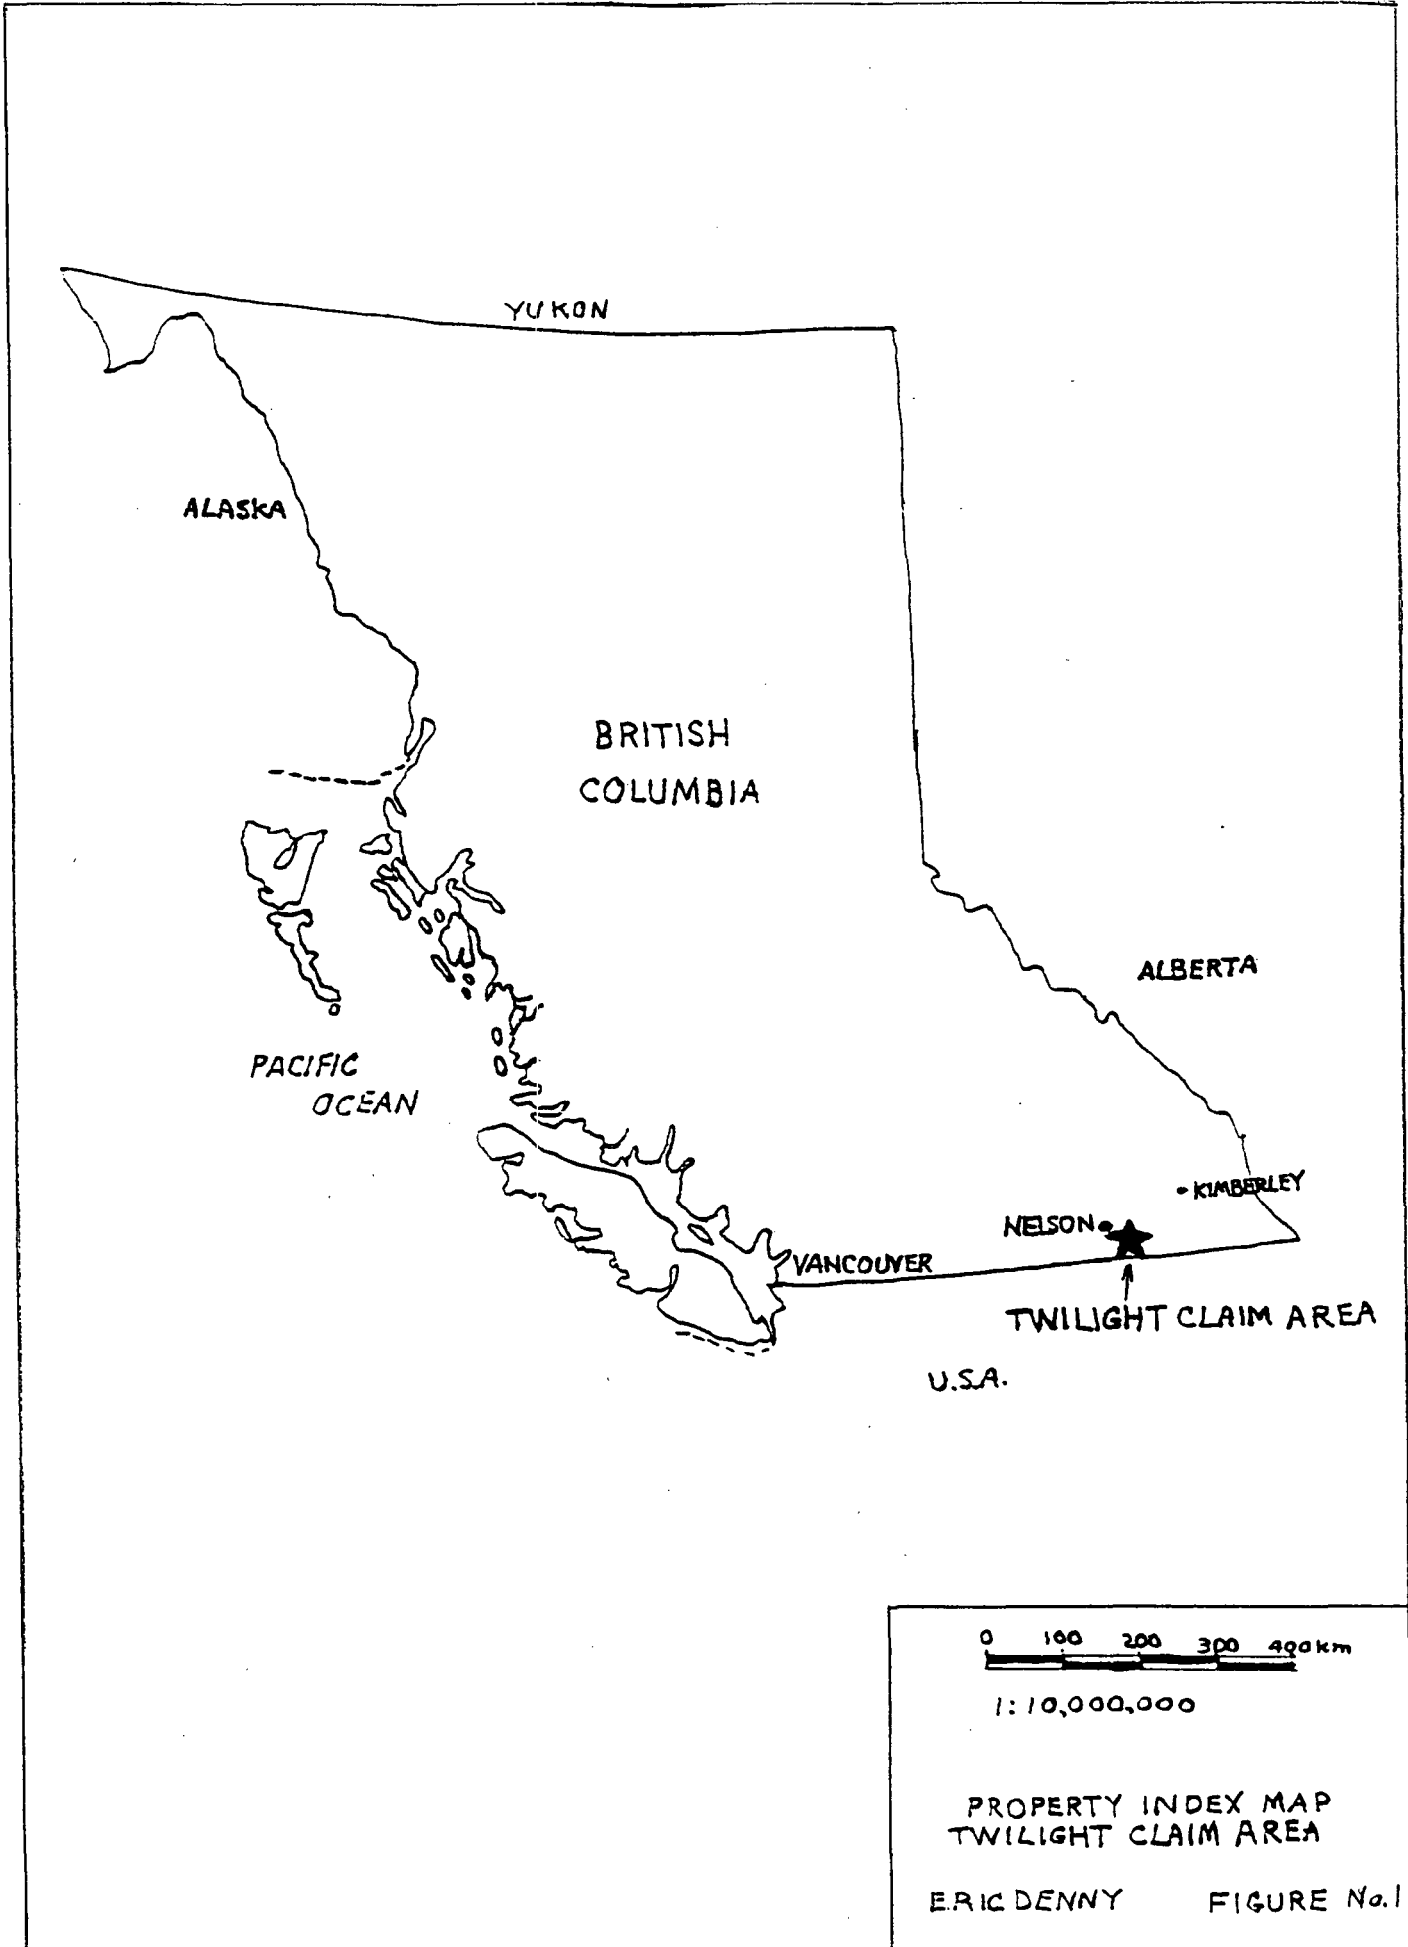 YUKON
ALASKA
BRITISH
COLUMBIA
ALBERTA
PACIFIC
OCEAN
KIMBERLEY
NELSON
VANCOUVER
TWILIGHT CLAIM AREA
U.S.A.
0 100 200 300 400km
1:10,000,000
PROPERTY INDEX MAP
TWILIGHT CLAIM AREA
ERIC DENNY FIGURE No.1